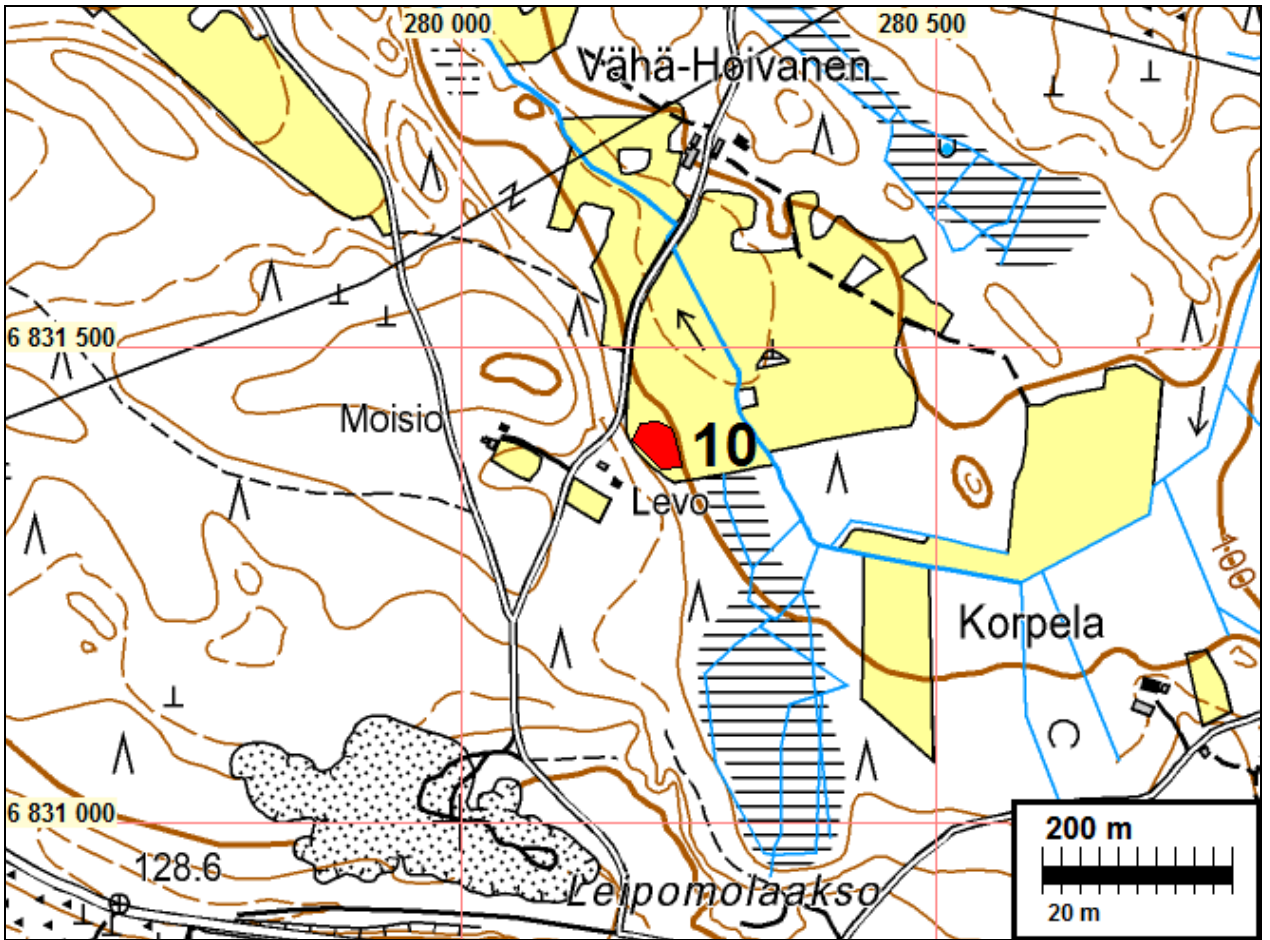 280 000
280 500
Vähä-Hoivanen
6 831 500
Moisio
10
Levo
100
Korpela
6 831 000
200 m
128.6
Leipomolaakso
20 m